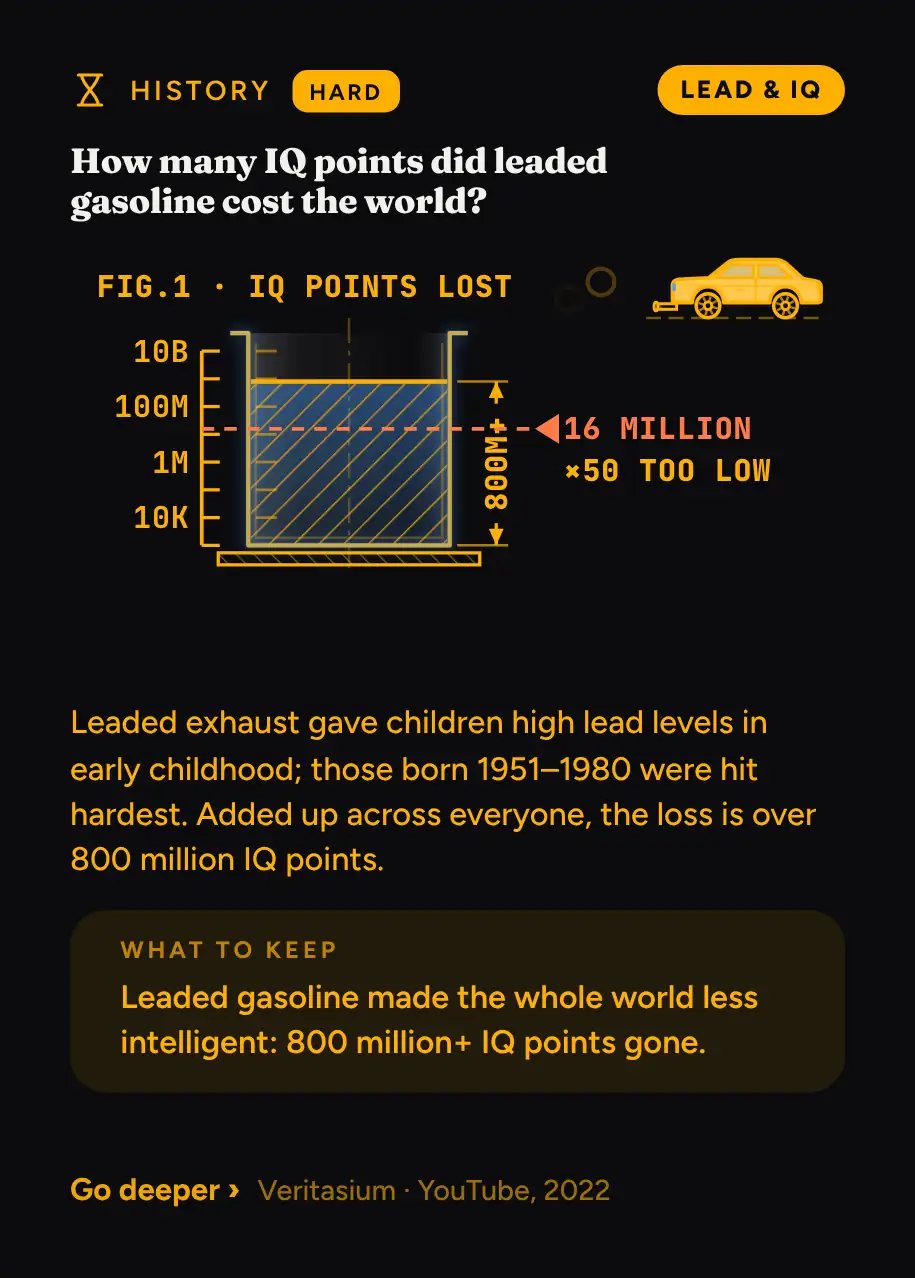 HISTORY HARD LEAD & IQ
How many IQ points did leaded
gasoline cost the world?
FIG.1 · IQ POINTS LOST
10B
100M
1M
10K
800M+
16 MILLION
×50 TOO LOW
Leaded exhaust gave children high lead levels in
early childhood; those born 1951–1980 were hit
hardest. Added up across everyone, the loss is over
800 million IQ points.
WHAT TO KEEP
Leaded gasoline made the whole world less
intelligent: 800 million+ IQ points gone.
Go deeper › Veritasium · YouTube, 2022